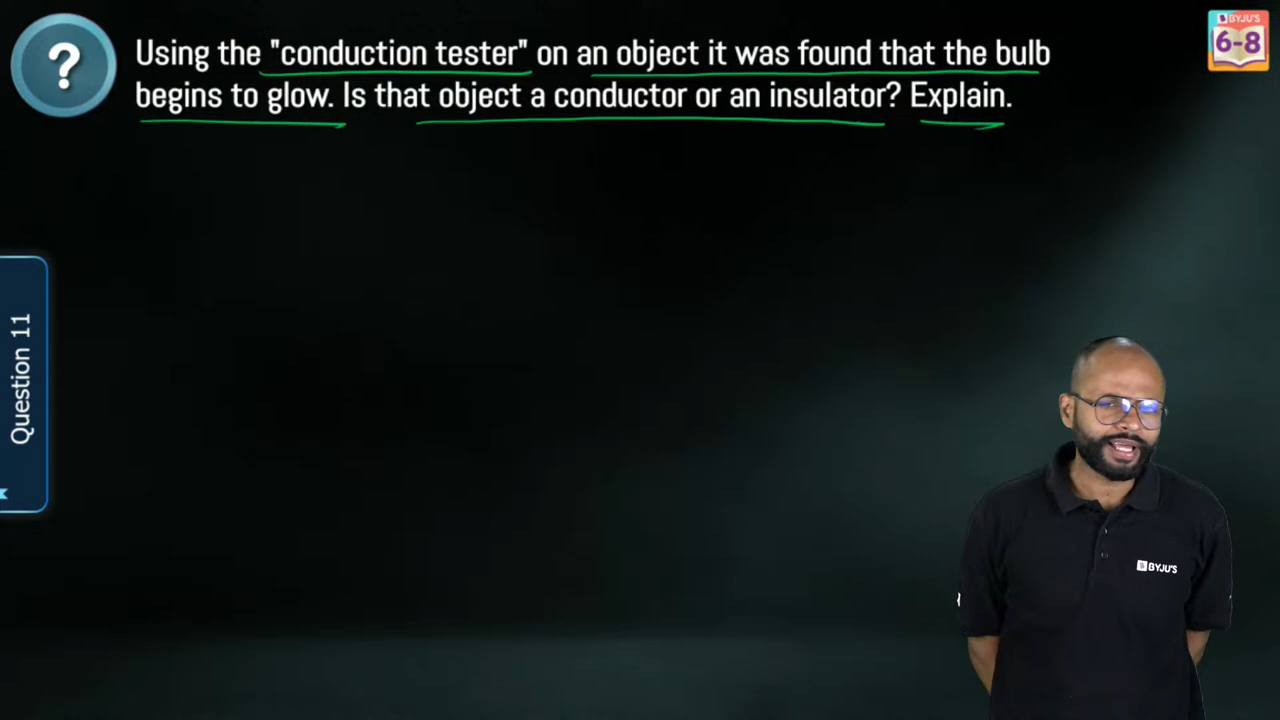 BYJU'S
6-8
?
Using the "conduction tester" on an object it was found that the bulb
begins to glow. Is that object a conductor or an insulator? Explain.
Question 11
BYJU'S